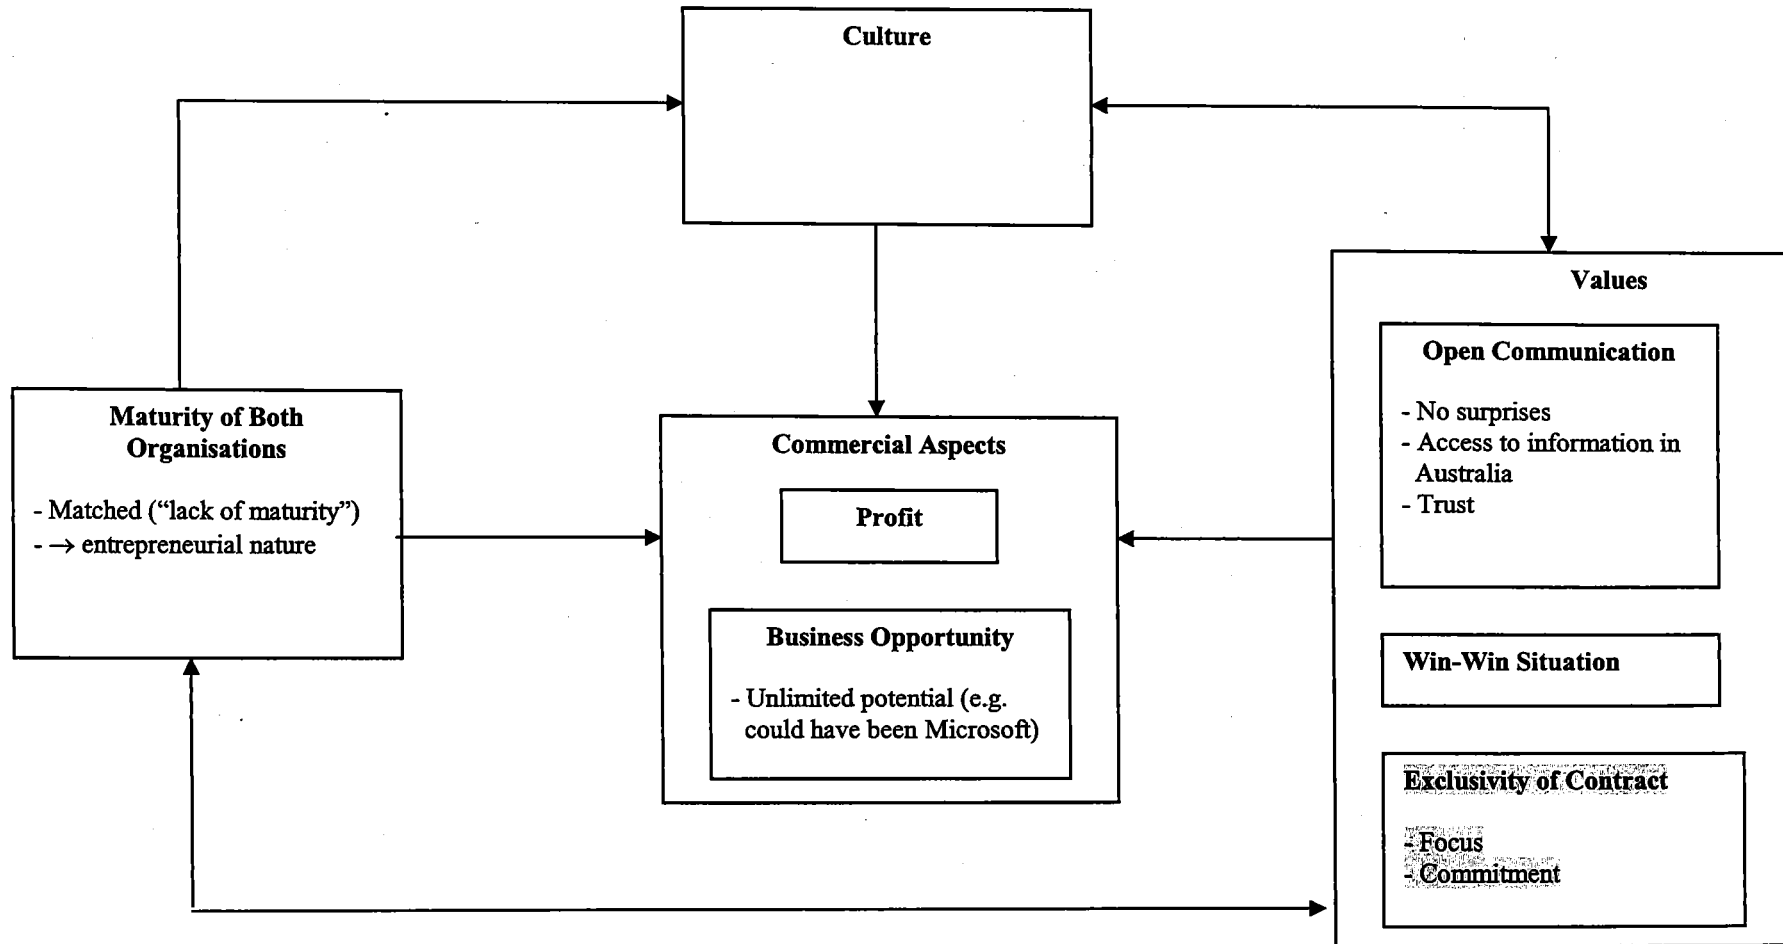 Culture
Values
Open Communication
- No surprises
- Access to information in
Australia
- Trust
Maturity of Both
Organisations
- Matched (“lack of maturity”)
- → entrepreneurial nature
Commercial Aspects
Profit
Business Opportunity
- Unlimited potential (e.g.
could have been Microsoft)
Win-Win Situation
Exclusivity of Contract
- Focus
- Commitment